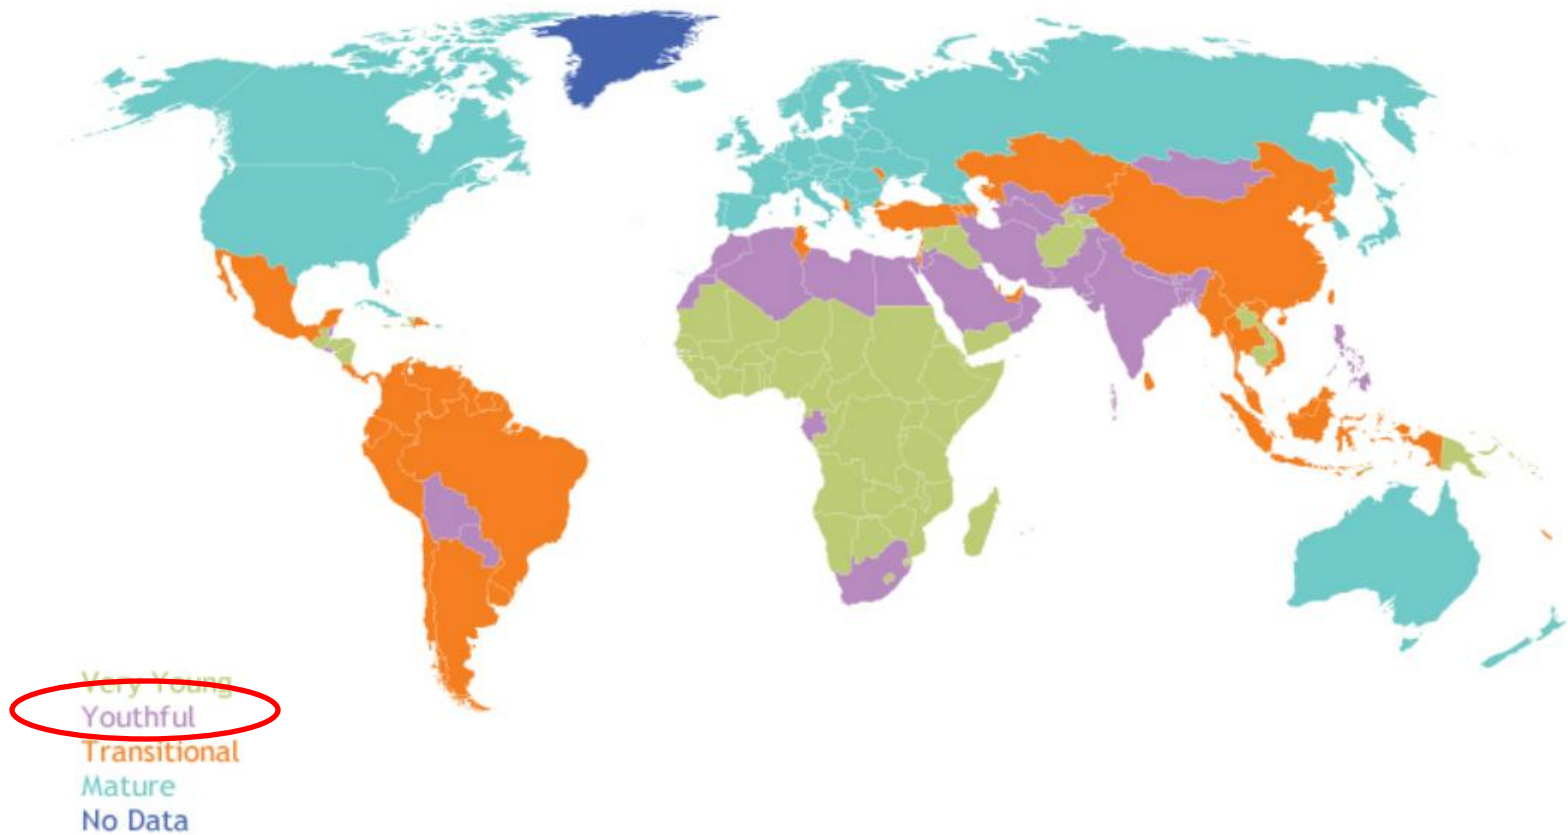 Very Young
Youthful
Transitional
Mature
No Data